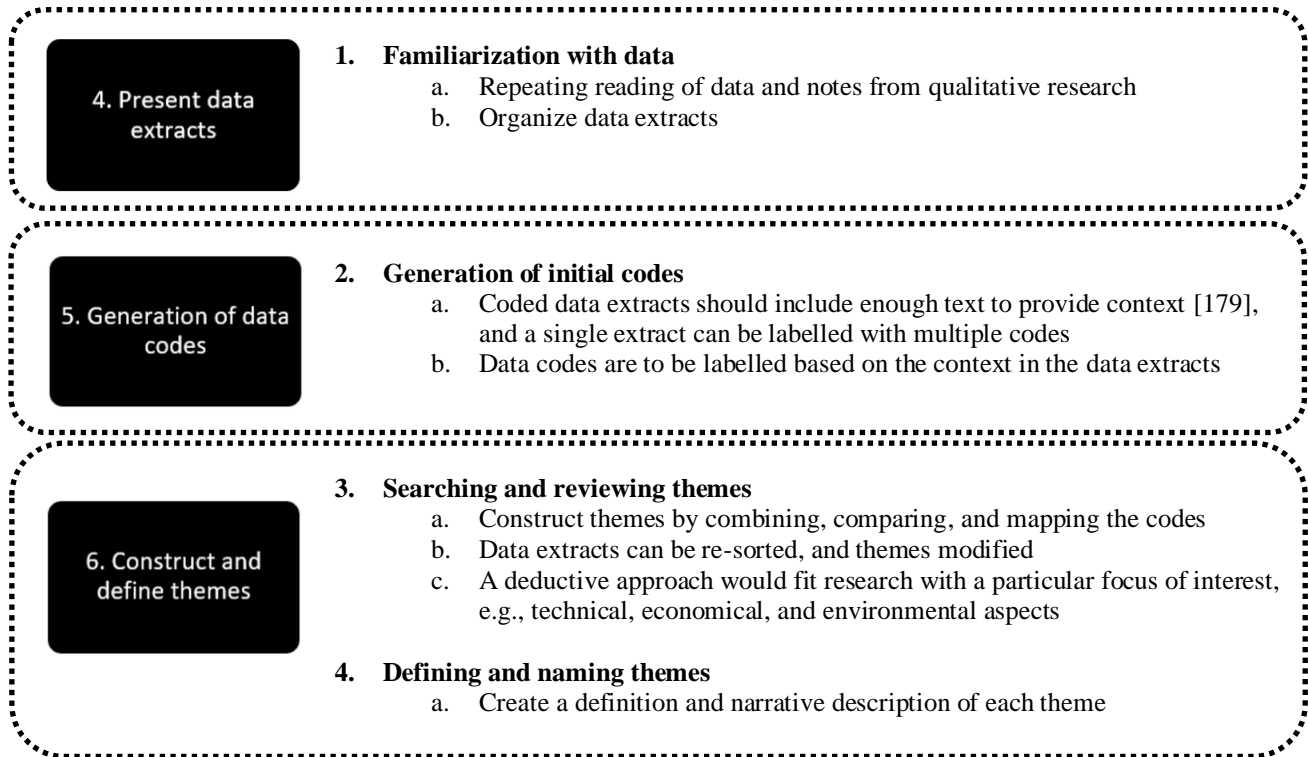 4. Present data
extracts
1. Familiarization with data
a. Repeating reading of data and notes from qualitative research
b. Organize data extracts
5. Generation of data
codes
2. Generation of initial codes
a. Coded data extracts should include enough text to provide context [179],
and a single extract can be labelled with multiple codes
b. Data codes are to be labelled based on the context in the data extracts
6. Construct and
define themes
3. Searching and reviewing themes
a. Construct themes by combining, comparing, and mapping the codes
b. Data extracts can be re-sorted, and themes modified
c. A deductive approach would fit research with a particular focus of interest,
e.g., technical, economical, and environmental aspects
4. Defining and naming themes
a. Create a definition and narrative description of each theme